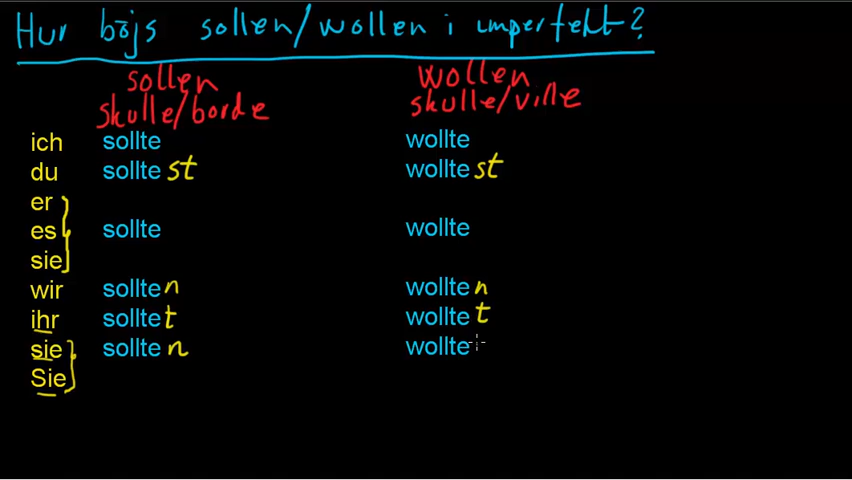 Hur böjs sollen/wollen i imperfekt?
sollen wollen
skulle/borde skulle/ville
ich sollte wollte
du solltest wolltest
er
es sollte wollte
sie
wir sollten wollten
ihr solltet wolltet
sie sollten wollte
Sie